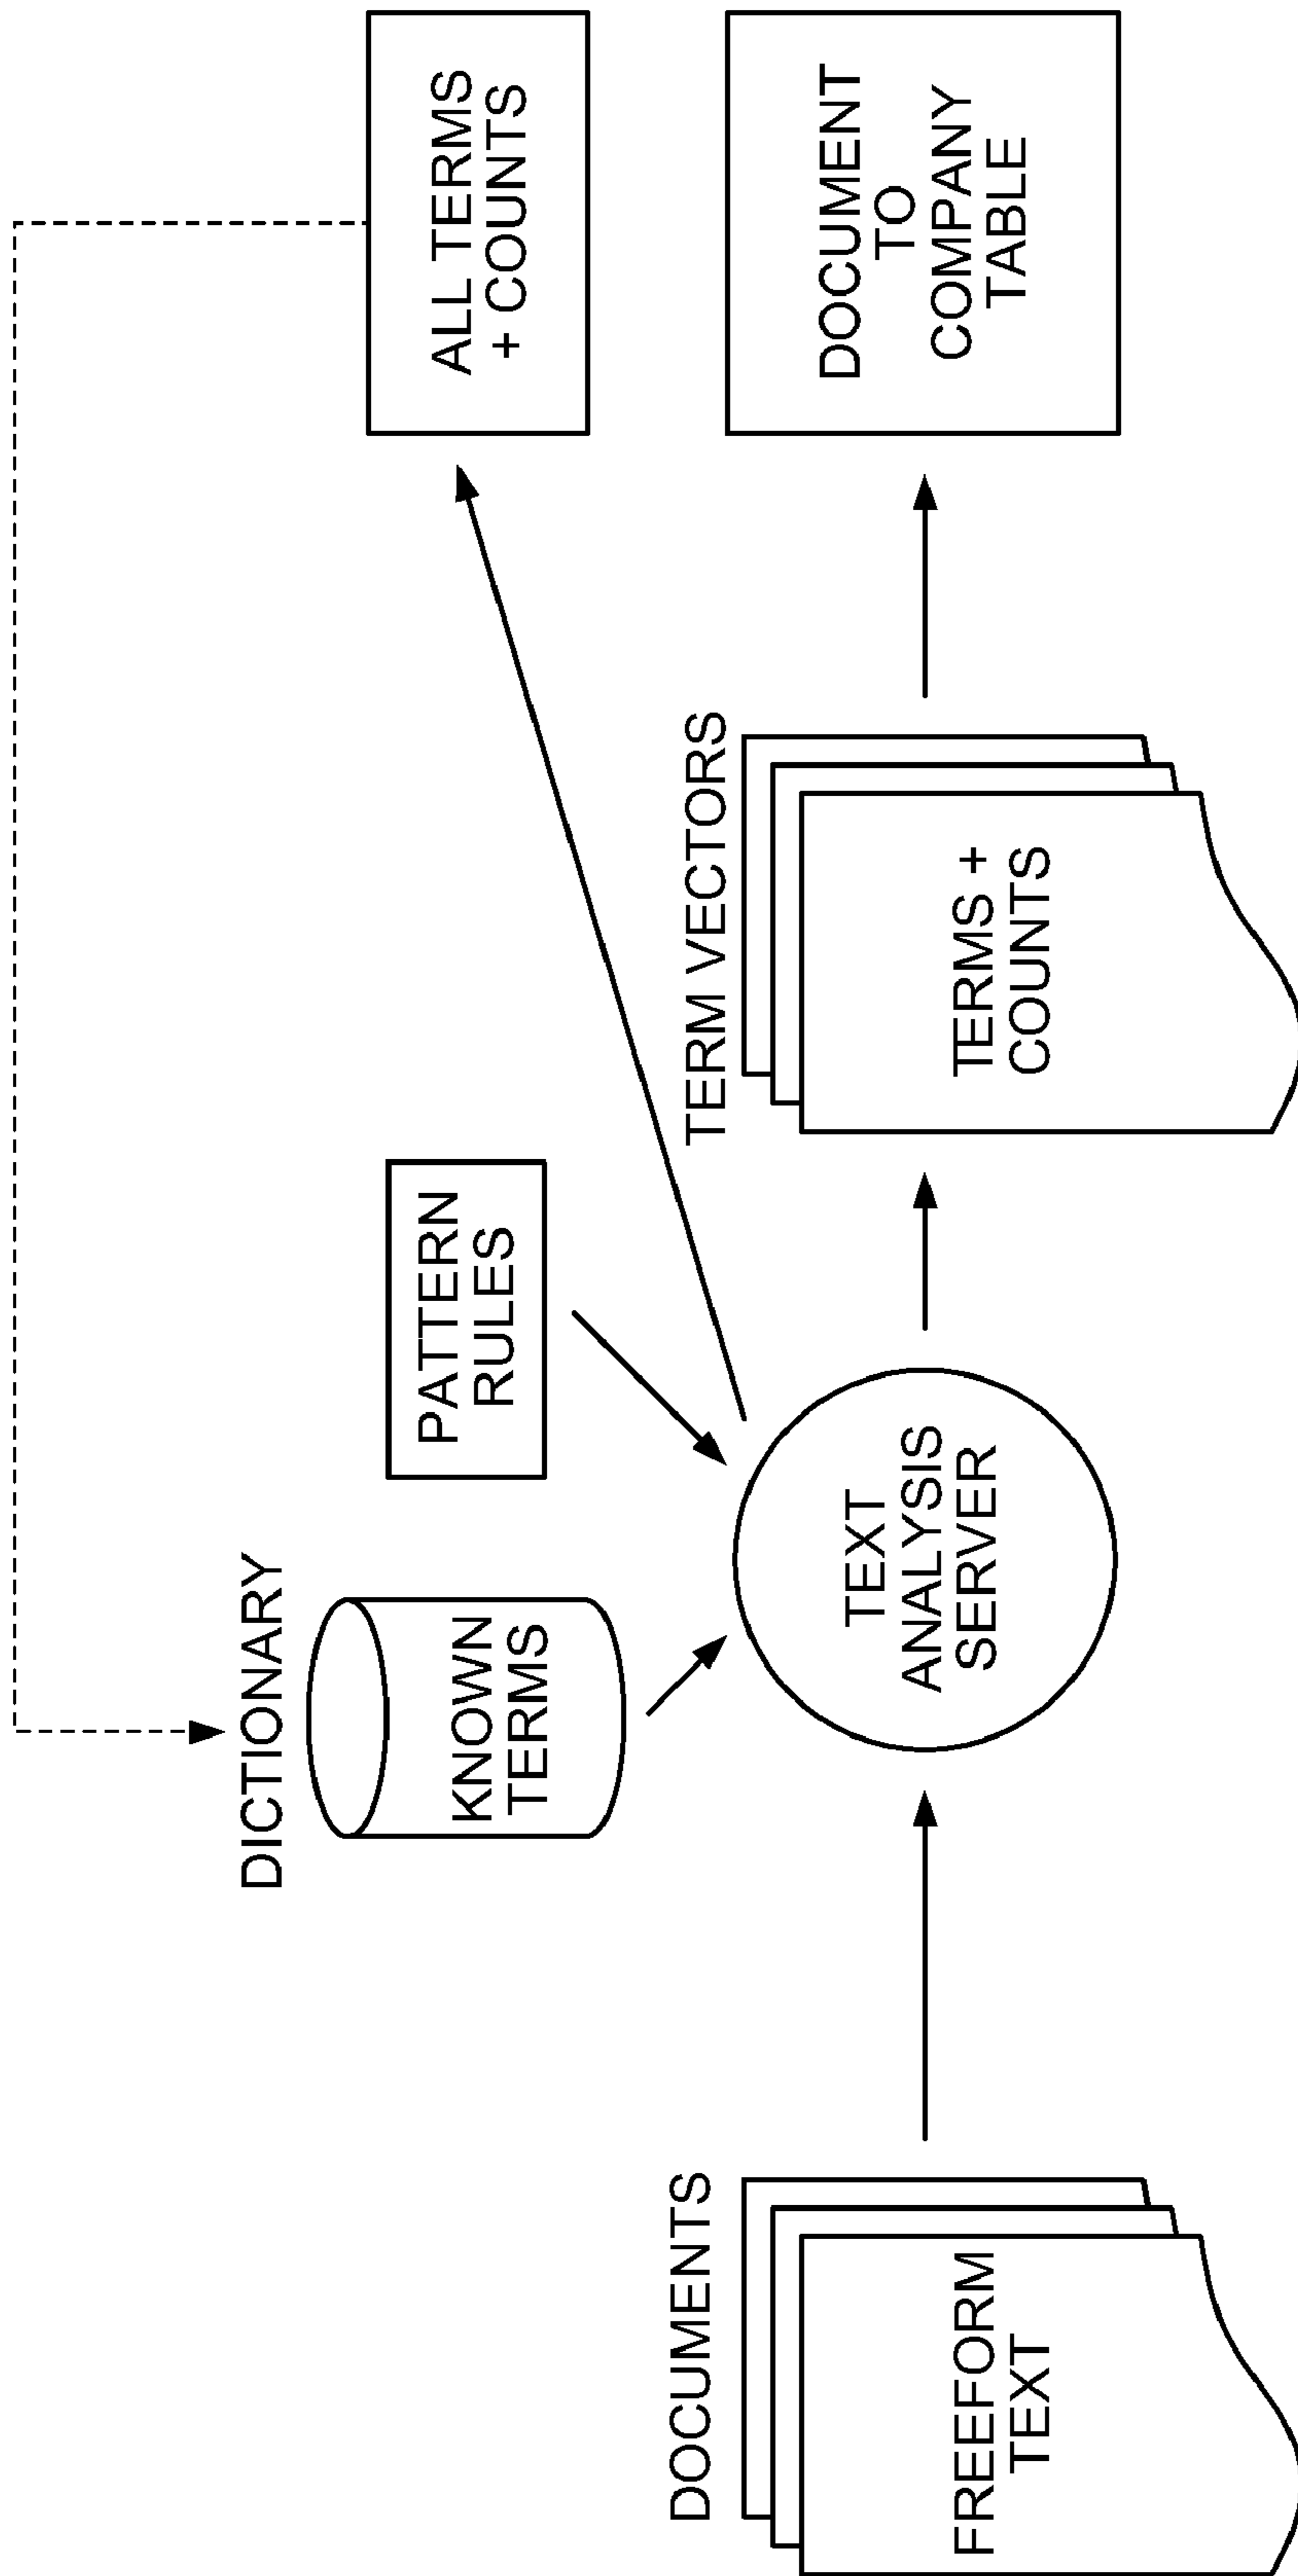 DICTIONARY
KNOWN
TERMS
PATTERN
RULES
ALL TERMS
+ COUNTS
DOCUMENTS
FREEFORM
TEXT
TEXT
ANALYSIS
SERVER
TERM VECTORS
TERMS +
COUNTS
DOCUMENT
TO
COMPANY
TABLE